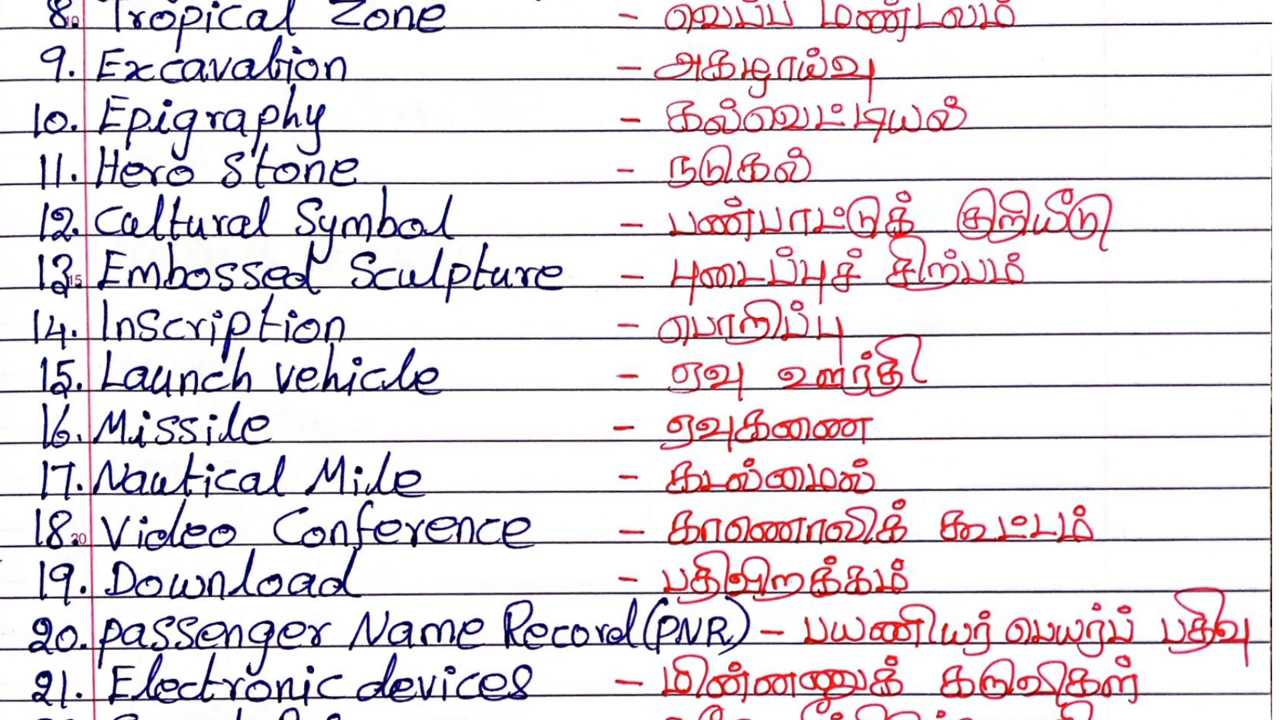 8. Tropical Zone - வெப்ப மண்டலம்
9. Excavation - அகழாய்வு
10. Epigraphy - கல்வெட்டியல்
11. Hero Stone - நடுகல்
12. Cultural Symbol - பண்பாட்டுக் குறியீடு
13. Embossed Sculpture - புடைப்புச் சிற்பம்
14. Inscription - பொறிப்பு
15. Launch vehicle - ஏவு ஊர்தி
16. Missile - ஏவுகணை
17. Nautical Mile - கடல்மைல்
18. Video Conference - காணொலிக் கூட்டம்
19. Download - பதிவிறக்கம்
20. passenger Name Record (PNR) - பயணியர் பெயர்ப் பதிவு
21. Electronic devices - மின்னணுக் கருவிகள்